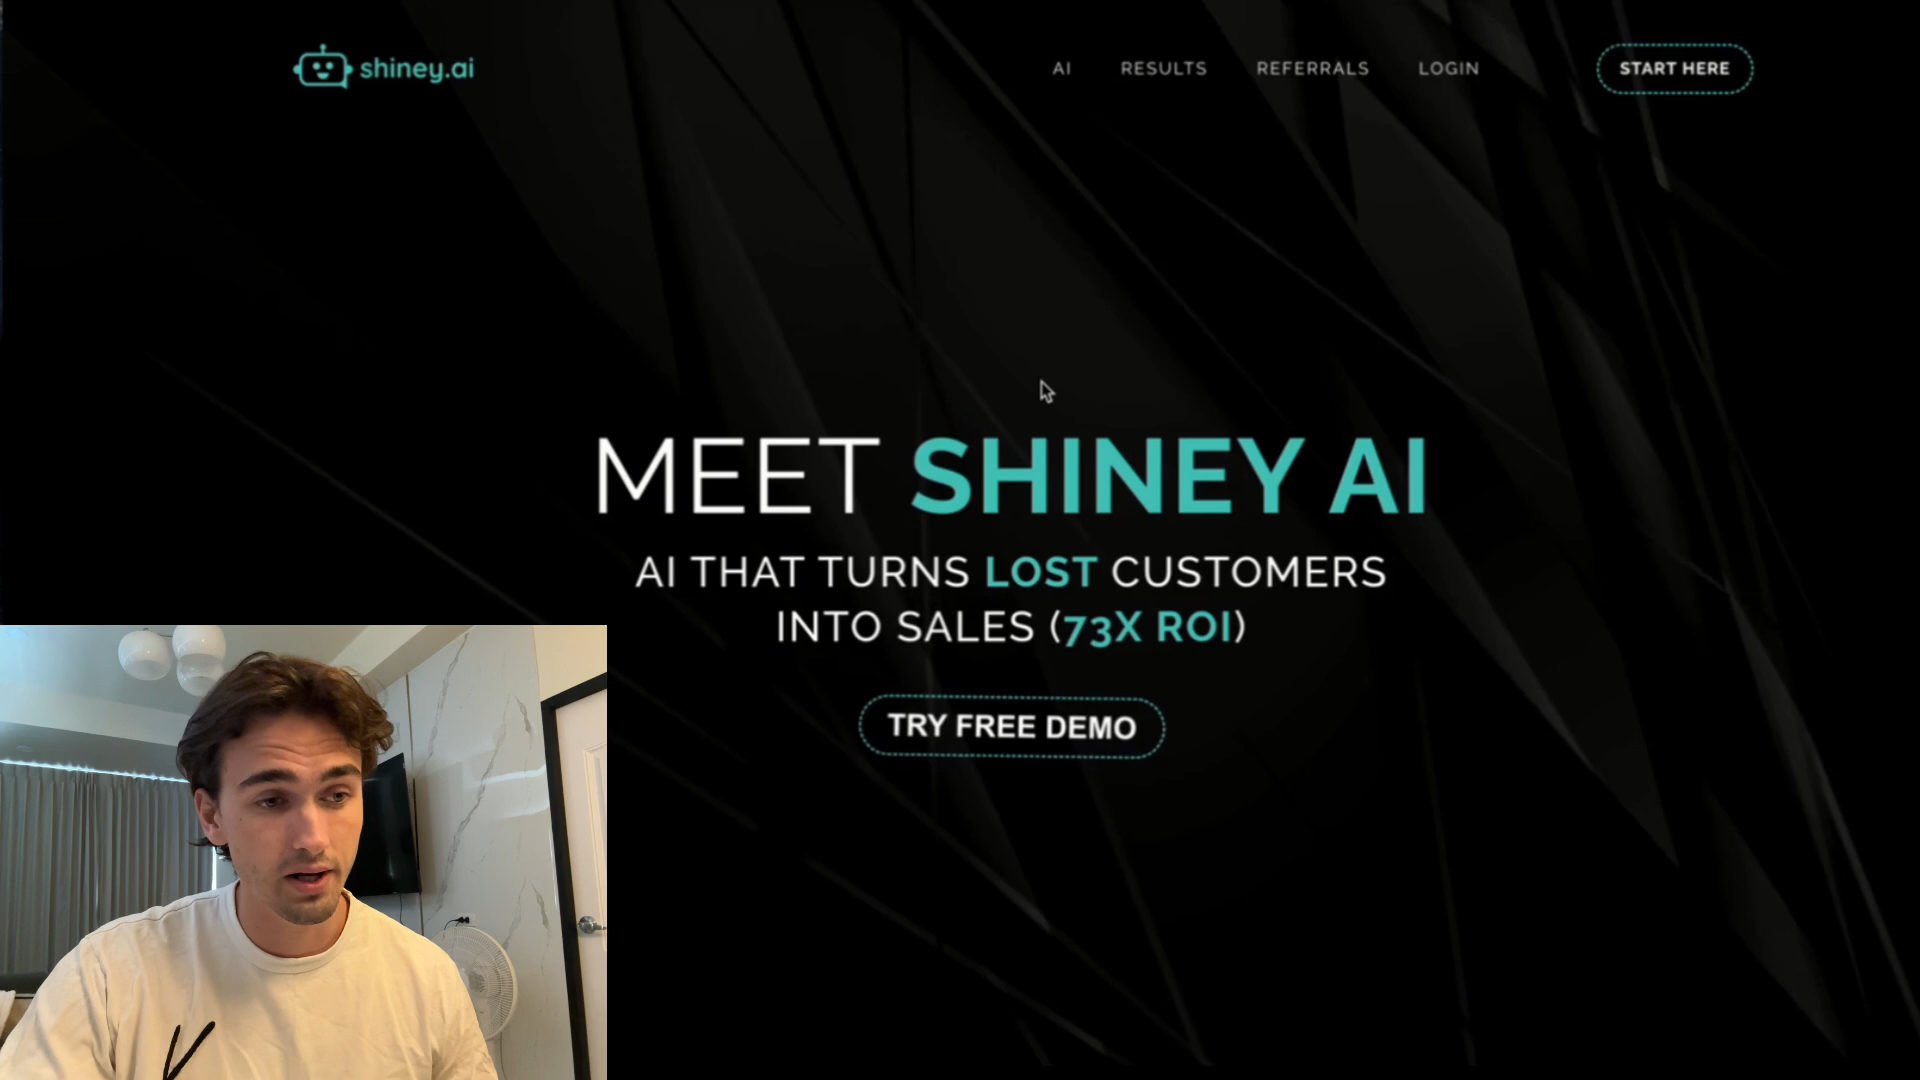 shiney.ai
AI
RESULTS
REFERRALS
LOGIN
START HERE
MEET SHINEY AI
AI THAT TURNS LOST CUSTOMERS
INTO SALES (73X ROI)
TRY FREE DEMO